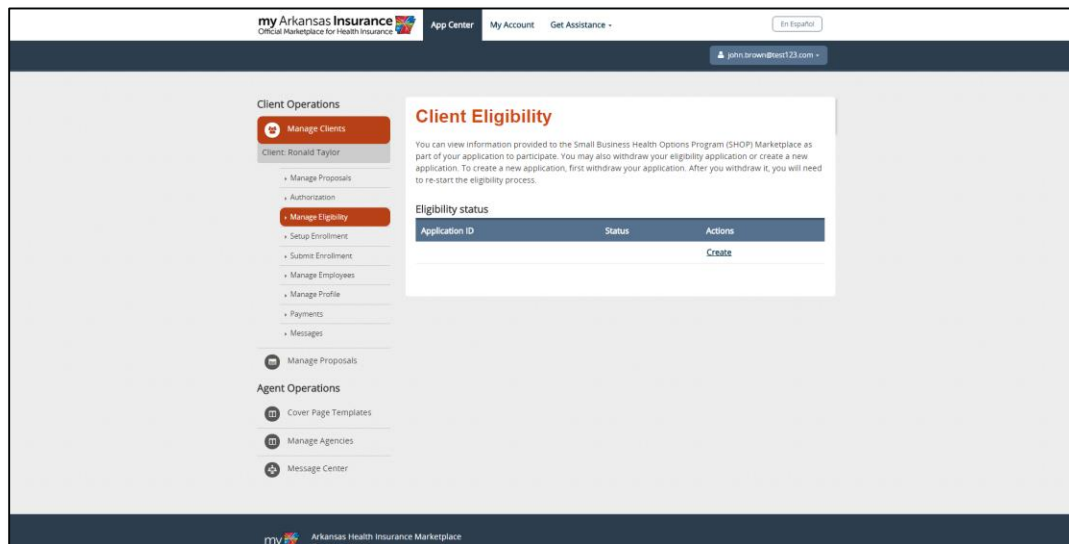 my Arkansas Insurance
Official Marketplace for Health Insurance
App Center
My Account
Get Assistance
En Español
john.brown@test123.com
Client Operations
Manage Clients
Client: Ronald Taylor
Manage Proposals
Authorization
Manage Eligibility
Setup Enrollment
Submit Enrollment
Manage Employees
Manage Profile
Payments
Messages
Manage Proposals
Agent Operations
Cover Page Templates
Manage Agencies
Message Center
Client Eligibility
You can view information provided to the Small Business Health Options Program (SHOP) Marketplace as
part of your application to participate. You may also withdraw your eligibility application or create a new
application. To create a new application, first withdraw your application. After you withdraw it, you will need
to re-start the eligibility process.
Eligibility status
Application ID Status Actions
Create
my
Arkansas Health Insurance Marketplace